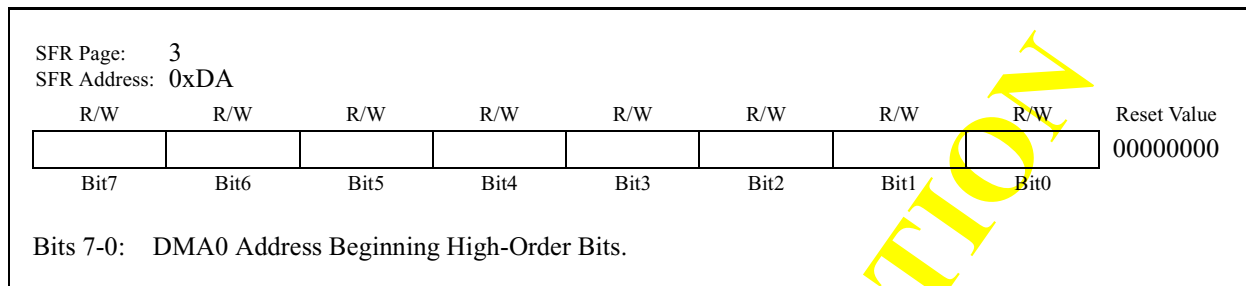 SFR Page: 3
SFR Address: 0xDA
R/W R/W R/W R/W R/W R/W R/W R/W Reset Value
00000000
Bit7 Bit6 Bit5 Bit4 Bit3 Bit2 Bit1 Bit0
Bits 7-0: DMA0 Address Beginning High-Order Bits.
TION